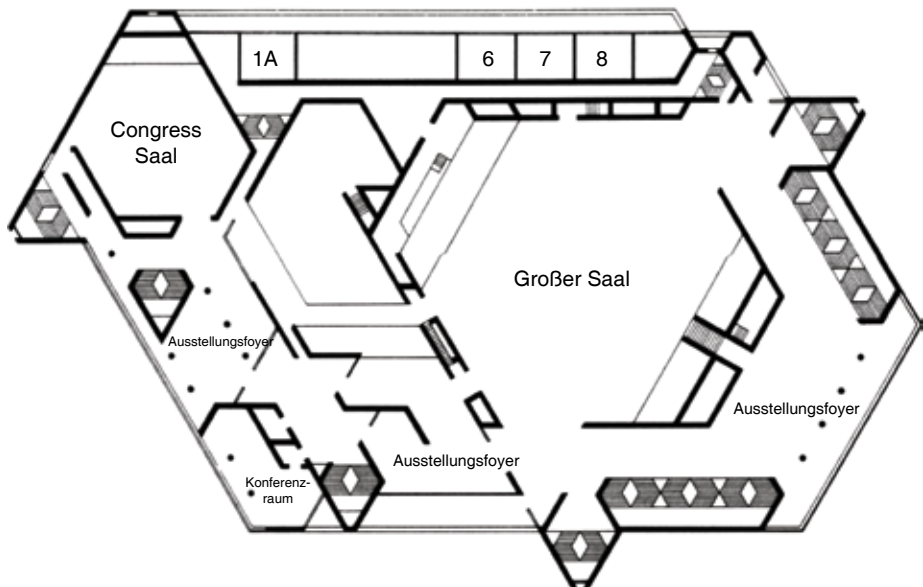 1A
6
7
8
Congress
Saal
Großer Saal
Ausstellungsfoyer
Ausstellungsfoyer
Ausstellungsfoyer
Konferenz-
raum